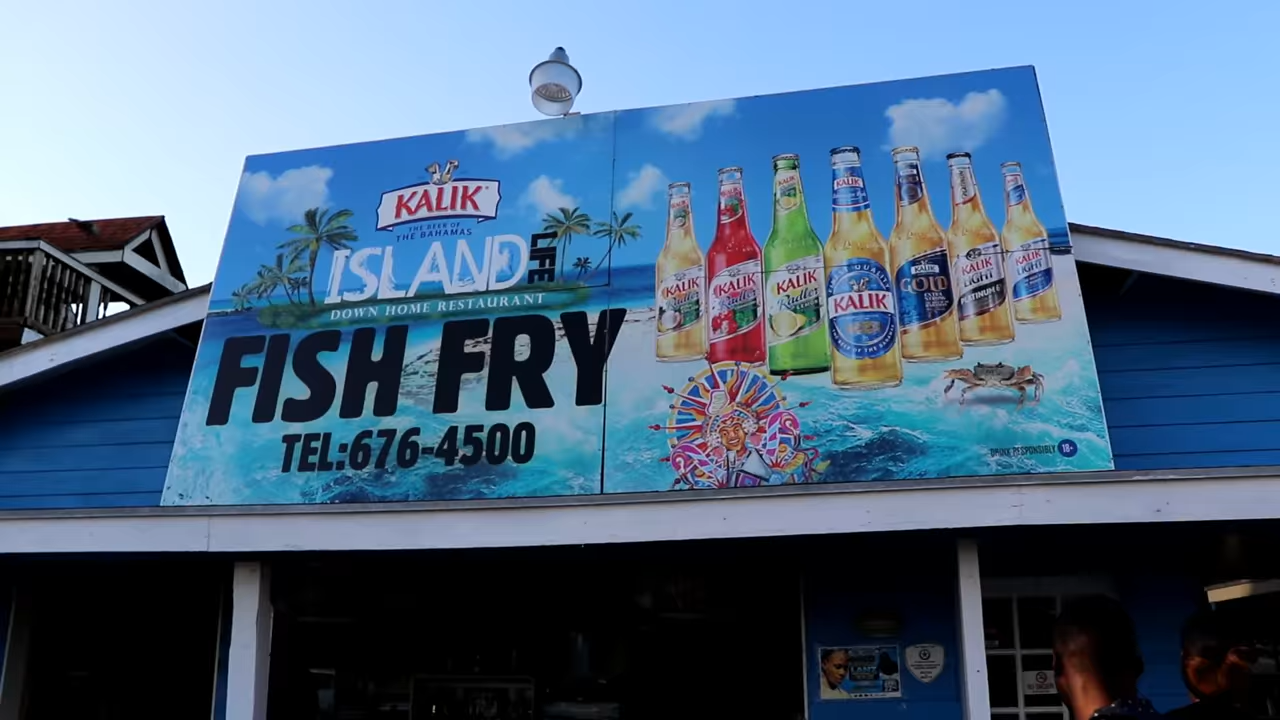 KALIK
THE BEER OF
THE BAHAMAS
ISLAND LIFE
DOWN HOME RESTAURANT
FISH FRY
TEL:676-4500
KALIK
Radler
KALIK
Radler
KALIK
Radler
KALIK
KALIK
KALIK
GOLD
KALIK
LIGHT
PLATINUM
KALIK
LIGHT
DRINK RESPONSIBLY 18+